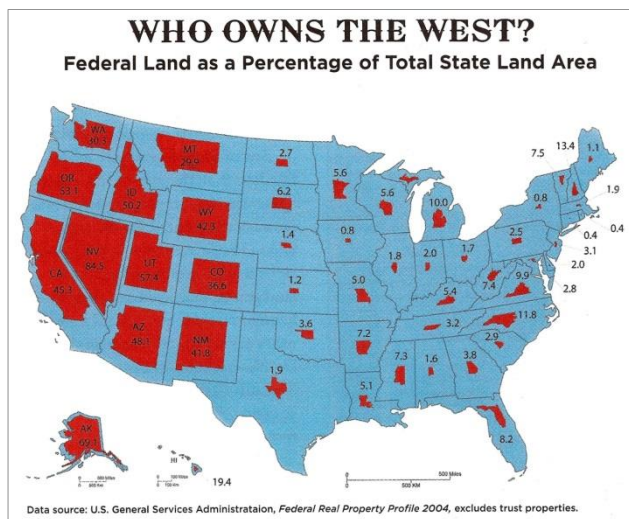 WHO OWNS THE WEST?
Federal Land as a Percentage of Total State Land Area
WA
30.3
MT
29.9
2.7
5.6
7.5
13.4
1.1
OR
53.1
ID
50.2
6.2
5.6
10.0
0.8
1.9
WY
42.3
1.4
0.8
0.4
0.4
NV
84.5
UT
57.4
CO
36.6
1.2
5.0
1.8
2.0
1.7
2.5
3.1
2.0
2.8
CA
45.3
7.4
9.9
5.4
AZ
48.1
NM
41.8
3.6
7.2
3.2
11.8
2.9
1.9
5.1
7.3
1.6
3.8
8.2
AK
69.1
HI
19.4
500 Miles
500 KM
Data source: U.S. General Services Administrataion, Federal Real Property Profile 2004, excludes trust properties.